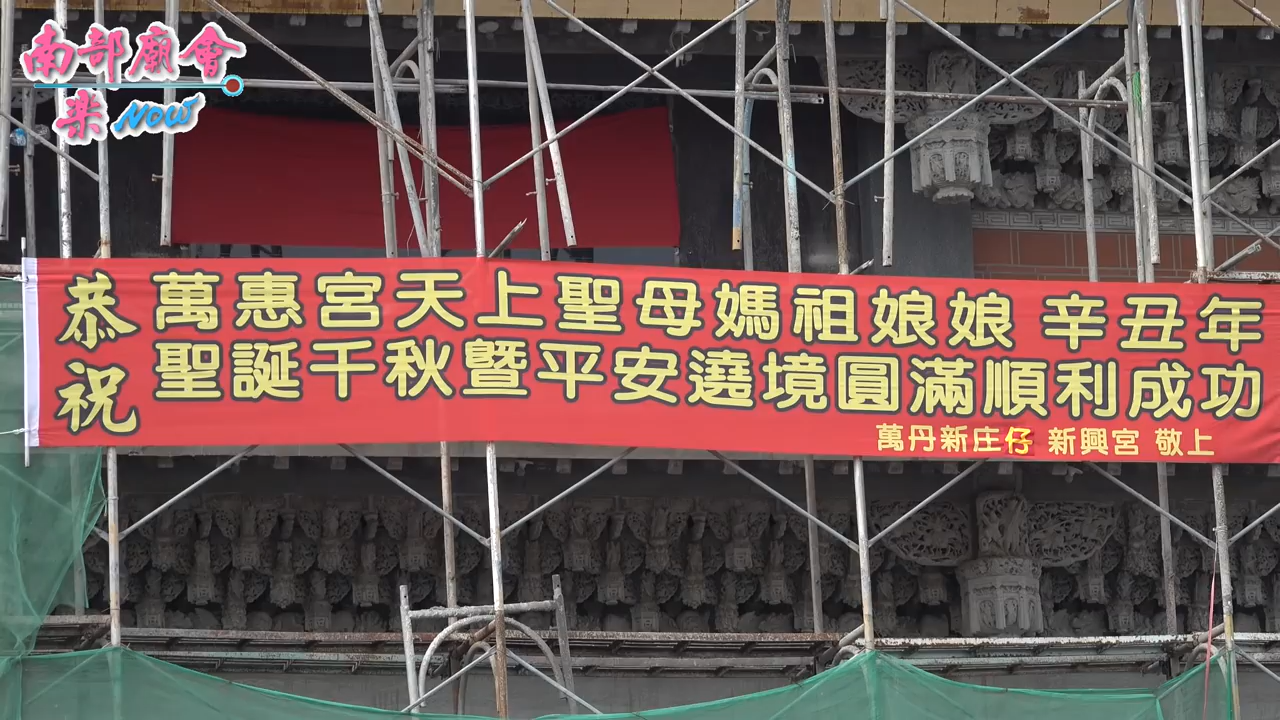 南部廟會
樂 NOW
恭祝
萬惠宮天上聖母媽祖娘娘 辛丑年
聖誕千秋暨平安遶境圓滿順利成功
萬丹新庄仔 新興宮 敬上